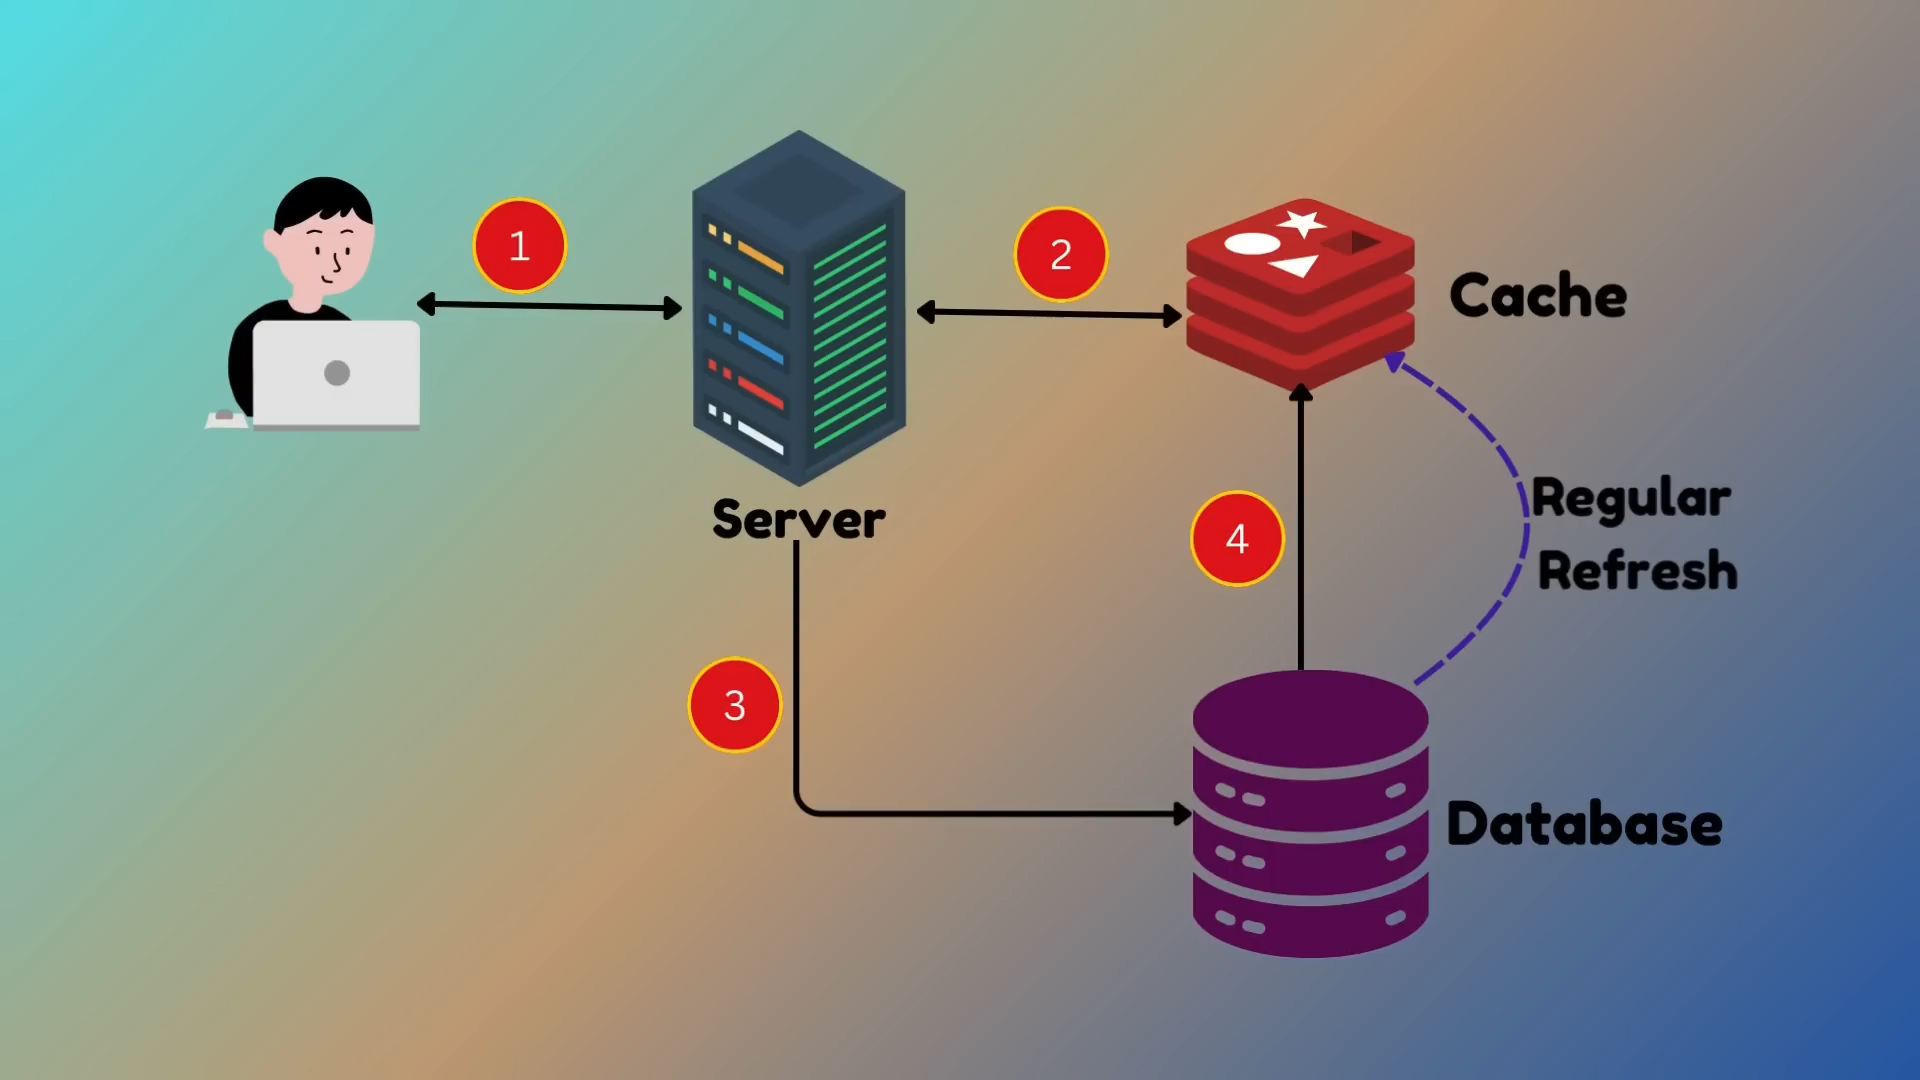 1
2
Cache
Server
4
Regular
Refresh
3
Database